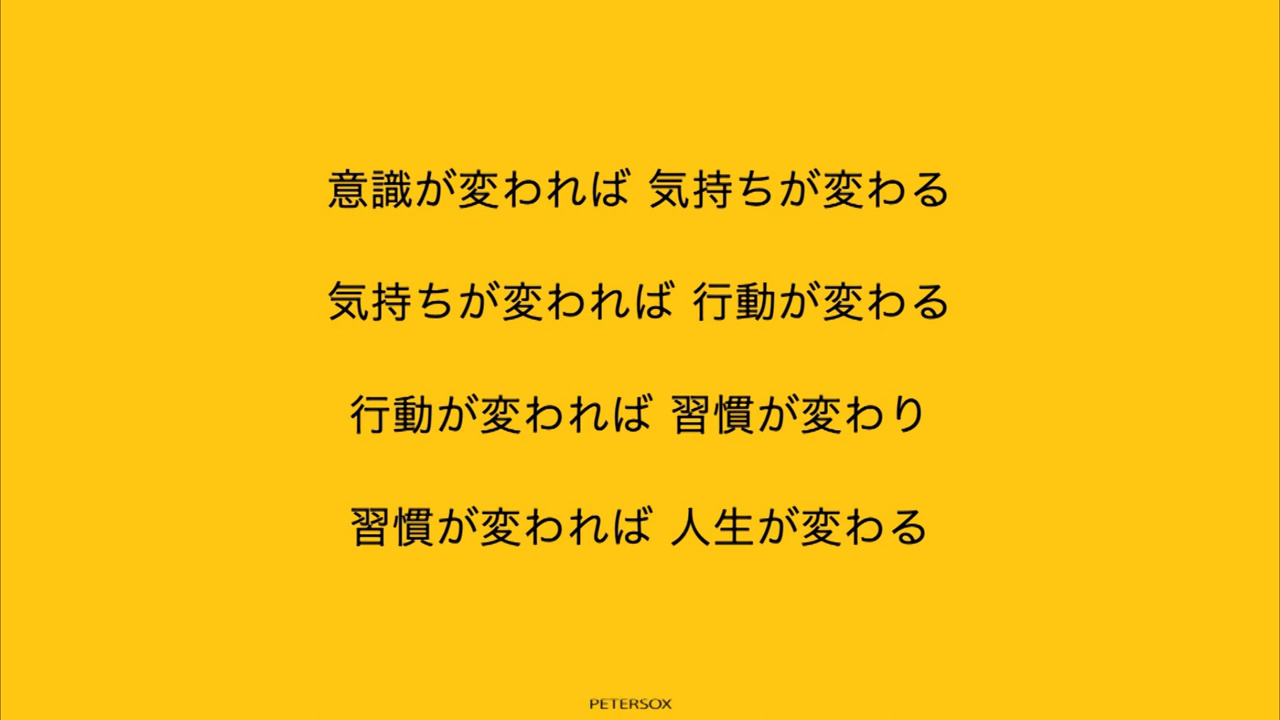 意識が変われば 気持ちが変わる
気持ちが変われば 行動が変わる
行動が変われば 習慣が変わり
習慣が変われば 人生が変わる
PETERSOX